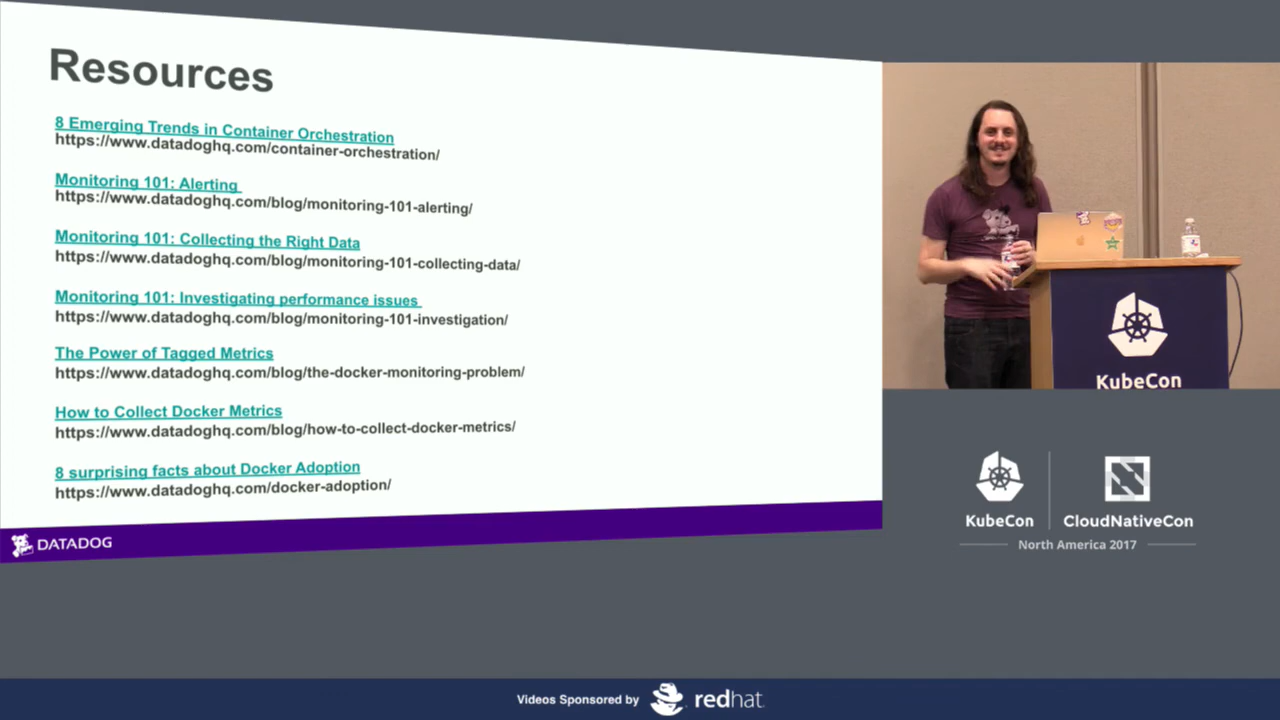 Resources
8 Emerging Trends in Container Orchestration
https://www.datadoghq.com/container-orchestration/
Monitoring 101: Alerting
https://www.datadoghq.com/blog/monitoring-101-alerting/
Monitoring 101: Collecting the Right Data
https://www.datadoghq.com/blog/monitoring-101-collecting-data/
Monitoring 101: Investigating performance issues
https://www.datadoghq.com/blog/monitoring-101-investigation/
The Power of Tagged Metrics
https://www.datadoghq.com/blog/the-docker-monitoring-problem/
How to Collect Docker Metrics
https://www.datadoghq.com/blog/how-to-collect-docker-metrics/
8 surprising facts about Docker Adoption
https://www.datadoghq.com/docker-adoption/
DATADOG
KubeCon
KubeCon
CloudNativeCon
North America 2017
Videos Sponsored by
redhat